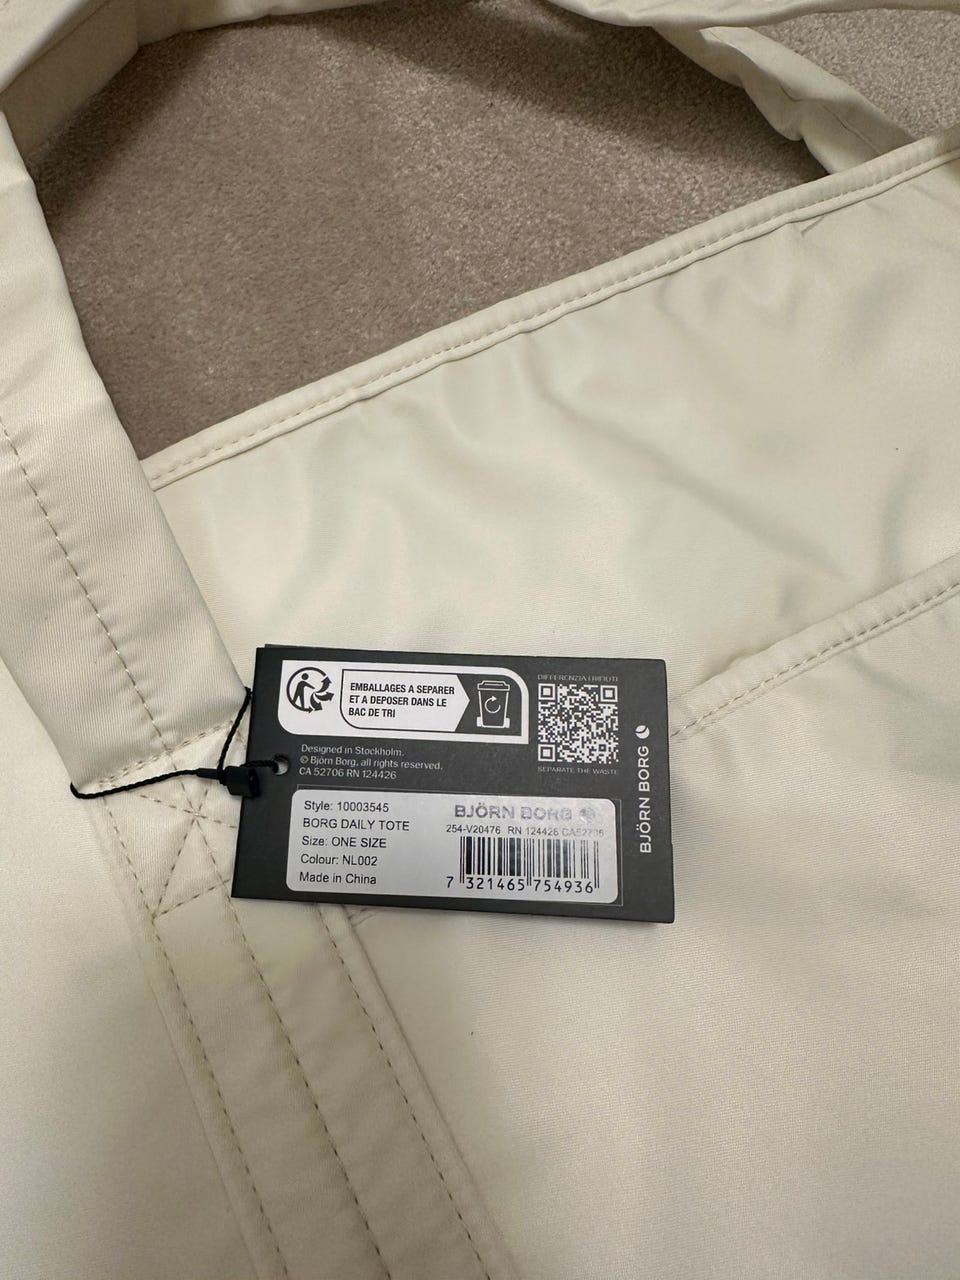 EMBALLAGES A SEPARER
ET A DEPOSER DANS LE
BAC DE TRI
DIFFERENZIA I RIFIUTI
SEPARATE THE WASTE
Designed in Stockholm.
© Björn Borg, all rights reserved.
CA 52706 RN 124426
Style: 10003545
BORG DAILY TOTE
Size: ONE SIZE
Colour: NL002
Made in China
BJÖRN BORG
254-V20476 RN 124426 CA52706
7 321465 754936
BJÖRN BORG